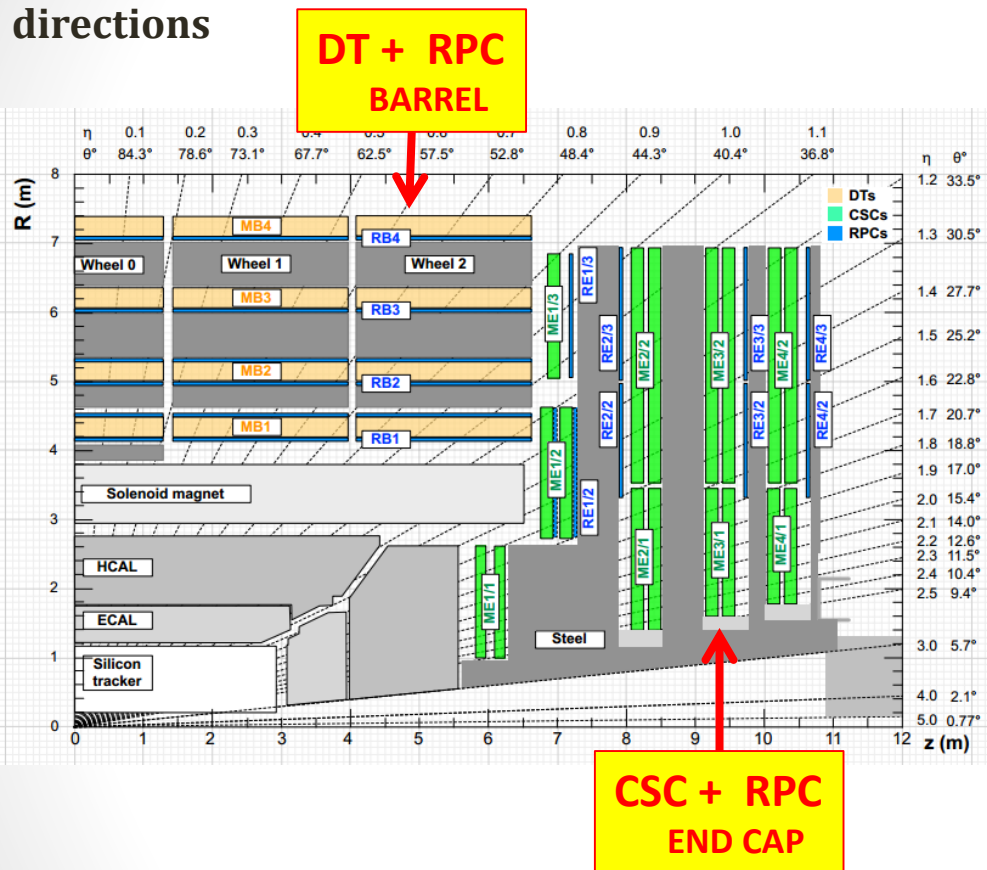 directions
DT + RPC
BARREL
η 0.1 0.2 0.3 0.7 0.8 0.9 1.0 1.1
θ° 84.3° 78.6° 73.1° 67.7° 62.5° 57.5° 52.8° 48.4° 44.3° 40.4° 36.8°
η θ°
R (m)
8
7
6
5
4
3
2
1
0
1.2 33.5°
1.3 30.5°
1.4 27.7°
1.5 25.2°
1.6 22.8°
1.7 20.7°
1.8 18.8°
1.9 17.0°
2.0 15.4°
2.1 14.0°
2.2 12.6°
2.3 11.5°
2.4 10.4°
2.5 9.4°
3.0 5.7°
4.0 2.1°
5.0 0.77°
DTs
CSCs
RPCs
MB4
RB4
Wheel 0
Wheel 1
Wheel 2
MB3
RB3
MB2
RB2
MB1
RB1
Solenoid magnet
HCAL
ECAL
Silicon
tracker
Steel
ME1/3
RE1/3
RE2/3
ME2/2
ME3/2
RE3/3
ME4/2
RE4/3
RE2/2
RE3/2
RE4/2
ME1/2
RE1/2
ME1/1
ME2/1
ME3/1
ME4/1
0 1 2 3 4 5 6 7 8 9 10 11 12
z (m)
CSC + RPC
END CAP